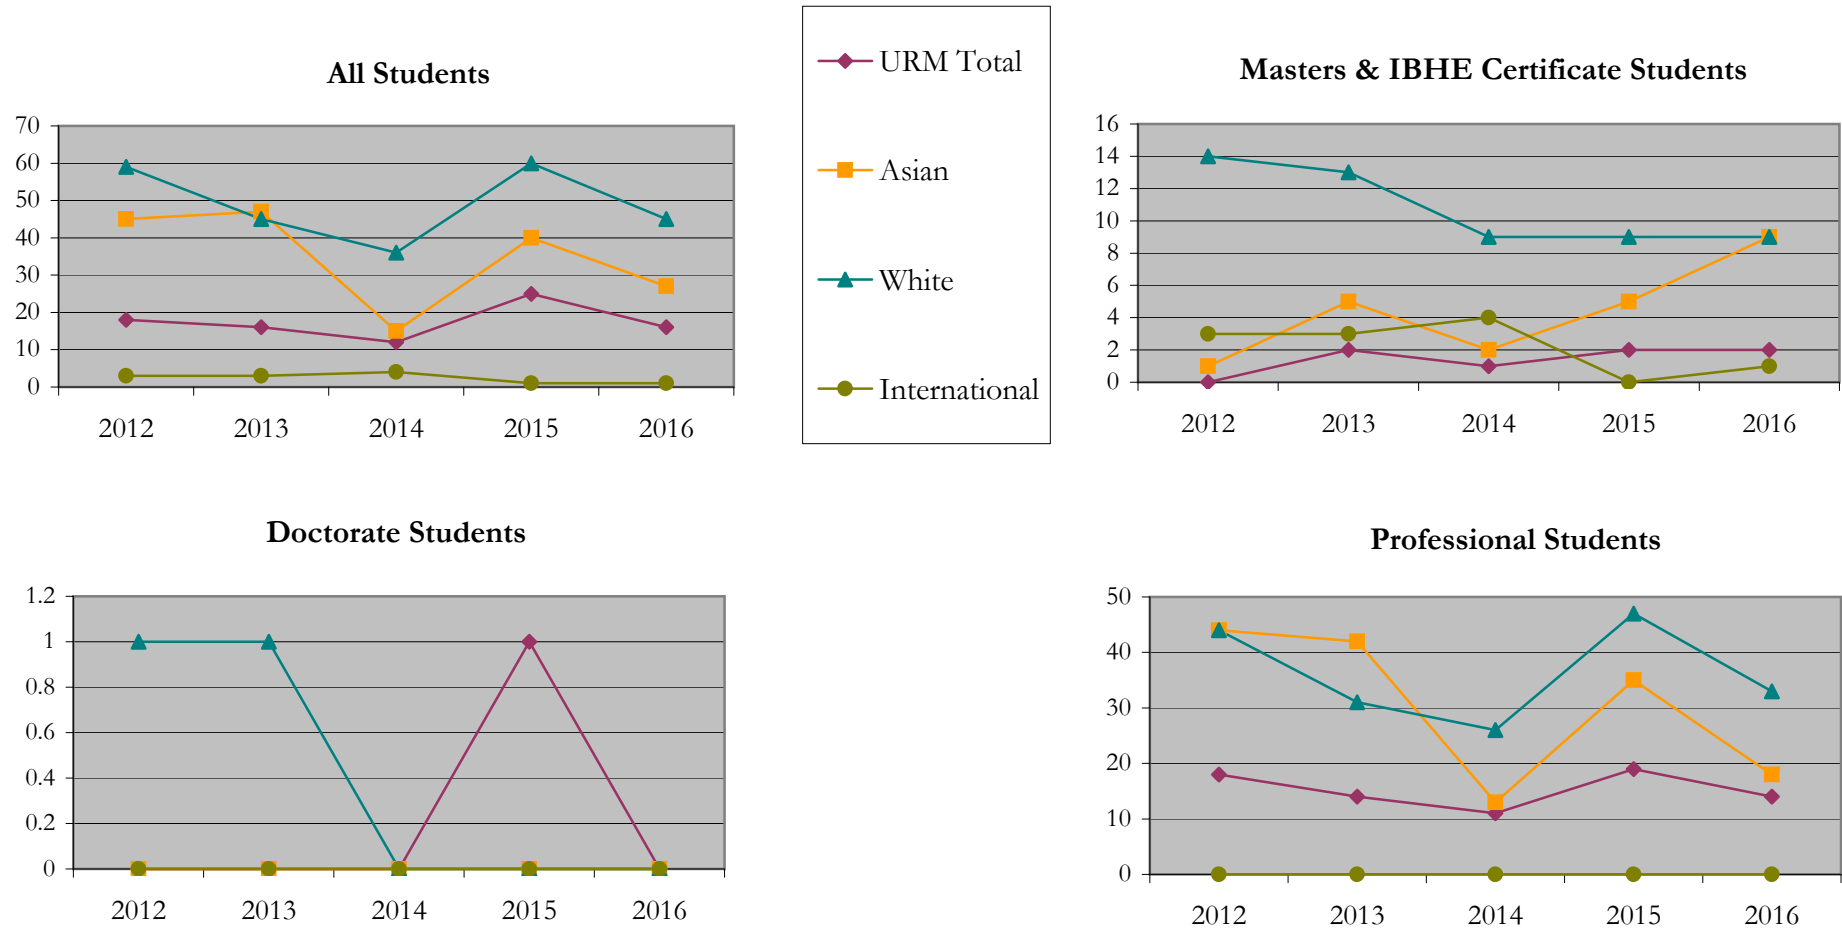 All Students
70
60
50
40
30
20
10
0
2012 2013 2014 2015 2016
URM Total
Asian
White
International
Masters & IBHE Certificate Students
16
14
12
10
8
6
4
2
0
2012 2013 2014 2015 2016
Doctorate Students
1.2
1
0.8
0.6
0.4
0.2
0
2012 2013 2014 2015 2016
Professional Students
50
40
30
20
10
0
2012 2013 2014 2015 2016